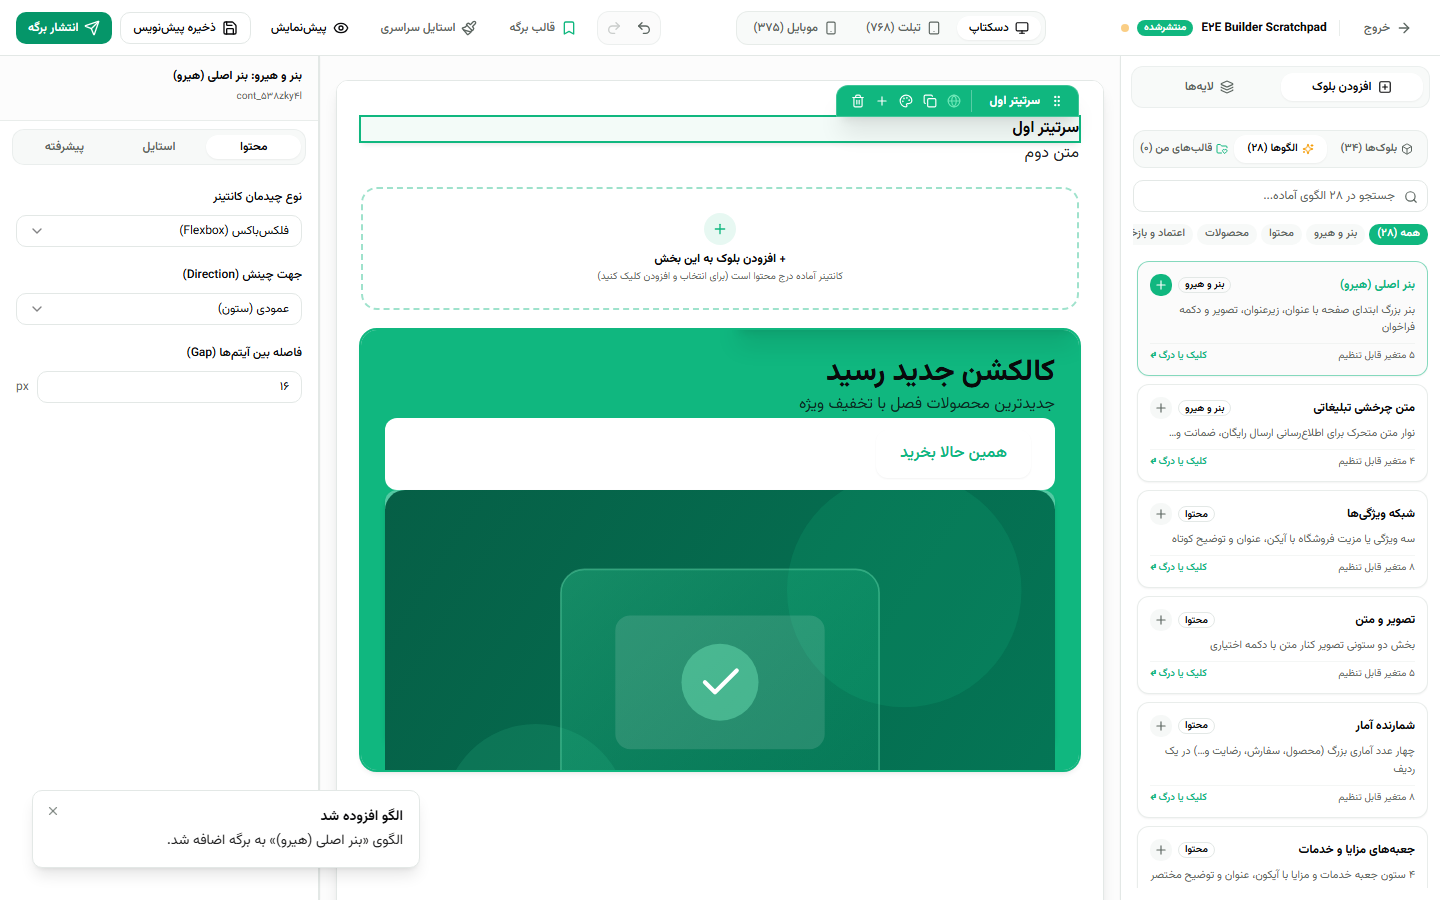 خروج
E۲E Builder Scratchpad
منتشرشده
دسکتاپ
تبلت (۷۶۸)
موبایل (۳۷۵)
قالب برگه
استایل سراسری
پیش‌نمایش
ذخیره پیش‌نویس
انتشار برگه
افزودن بلوک
لایه‌ها
بلوک‌ها (۳۴)
الگوها (۲۸)
قالب‌های من (۰)
جستجو در ۲۸ الگوی آماده...
همه (۲۸)
بنر و هیرو
محتوا
محصولات
اعتماد و بازخ
بنر اصلی (هیرو)
بنر و هیرو
بنر بزرگ ابتدای صفحه با عنوان، زیرعنوان، تصویر و دکمه
فراخوان
۵ متغیر قابل تنظیم
کلیک یا درگ
متن چرخشی تبلیغاتی
بنر و هیرو
نوار متن متحرک برای اطلاع‌رسانی ارسال رایگان، ضمانت و...
۴ متغیر قابل تنظیم
کلیک یا درگ
شبکه ویژگی‌ها
محتوا
سه ویژگی یا مزیت فروشگاه با آیکن، عنوان و توضیح کوتاه
۸ متغیر قابل تنظیم
کلیک یا درگ
تصویر و متن
محتوا
بخش دو ستونی تصویر کنار متن با دکمه اختیاری
۵ متغیر قابل تنظیم
کلیک یا درگ
شمارنده آمار
محتوا
چهار عدد آماری بزرگ (محصول، سفارش، رضایت و...) در یک
ردیف
۸ متغیر قابل تنظیم
کلیک یا درگ
جعبه‌های مزایا و خدمات
محتوا
۴ ستون جعبه خدمات و مزایا با آیکون، عنوان و توضیح مختصر
سرتیتر اول
سرتیتر اول
متن دوم
+ افزودن بلوک به این بخش
کانتینر آماده درج محتوا است (برای انتخاب و افزودن کلیک کنید)
کالکشن جدید رسید
جدیدترین محصولات فصل با تخفیف ویژه
همین حالا بخرید
بنر و هیرو: بنر اصلی (هیرو)
cont_۵۳۸zky۴l
محتوا
استایل
پیشرفته
نوع چیدمان کانتینر
فلکس‌باکس (Flexbox)
جهت چینش (Direction)
عمودی (ستون)
فاصله بین آیتم‌ها (Gap)
۱۶
px
الگو افزوده شد
الگوی «بنر اصلی (هیرو)» به برگه اضافه شد.